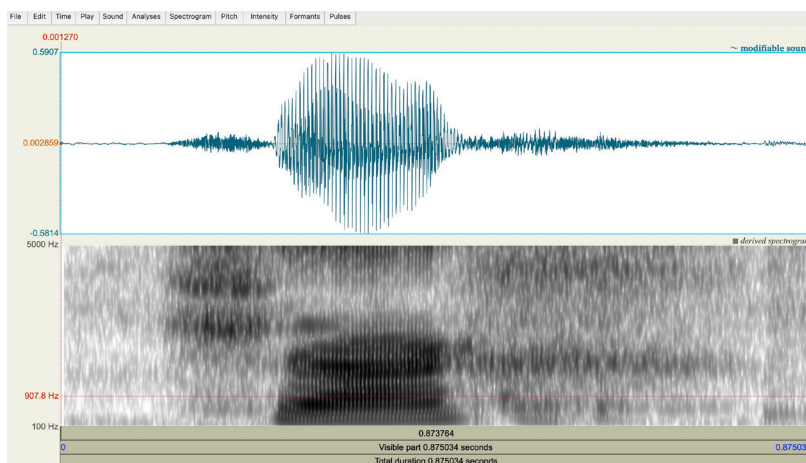 File Edit Time Play Sound Analyses Spectrogram Pitch Intensity Formants Pulses
0.001270
0.5907
~ modifiable soun
0.002859
-0.5814
5000 Hz
derived spectrogra
907.8 Hz
100 Hz
0.873764
0 Visible part 0.875034 seconds 0.87503
Total duration 0.875034 seconds